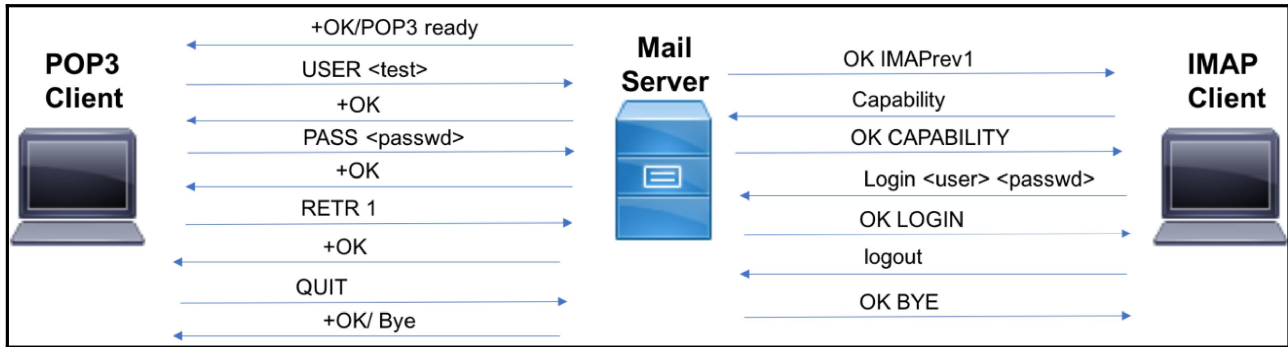 POP3
Client
+OK/POP3 ready
USER <test>
+OK
PASS <passwd>
+OK
RETR 1
+OK
QUIT
+OK/ Bye
Mail
Server
OK IMAPrev1
Capability
OK CAPABILITY
Login <user> <passwd>
OK LOGIN
logout
OK BYE
IMAP
Client